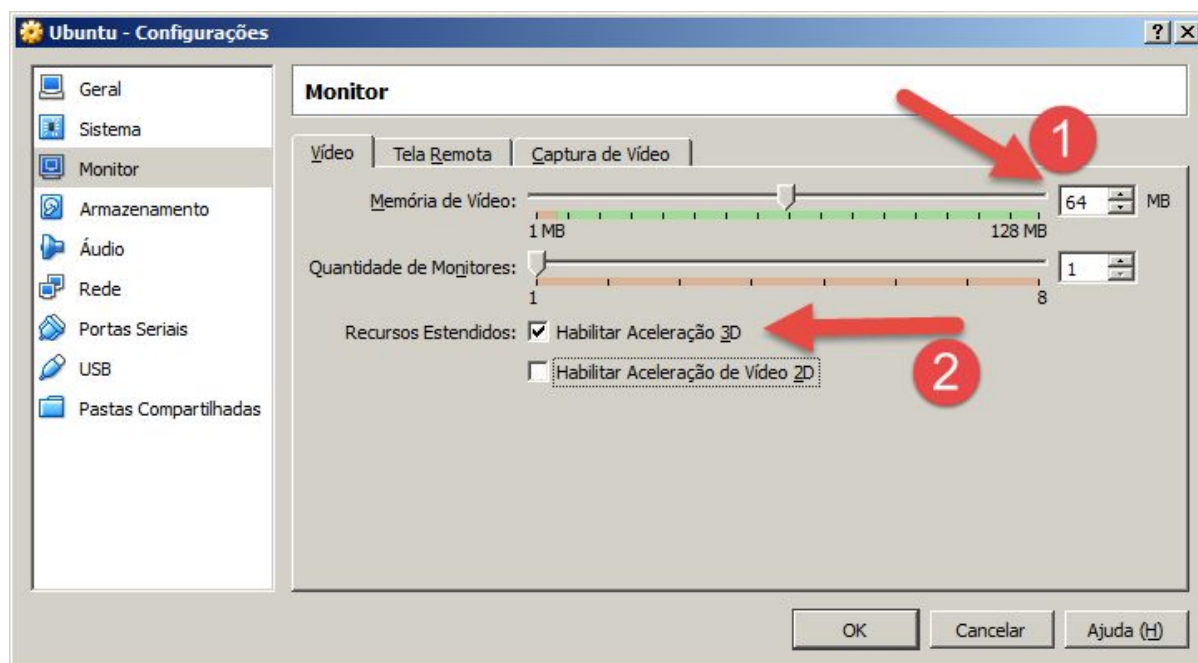 Ubuntu - Configurações
Geral
Sistema
Monitor
Armazenamento
Áudio
Rede
Portas Seriais
USB
Pastas Compartilhadas
Monitor
Vídeo Tela Remota Captura de Vídeo
1
Memória de Vídeo: 64 MB
1 MB 128 MB
Quantidade de Monitores: 1
1 8
Recursos Estendidos: Habilitar Aceleração 3D
2
Habilitar Aceleração de Vídeo 2D
OK Cancelar Ajuda (H)